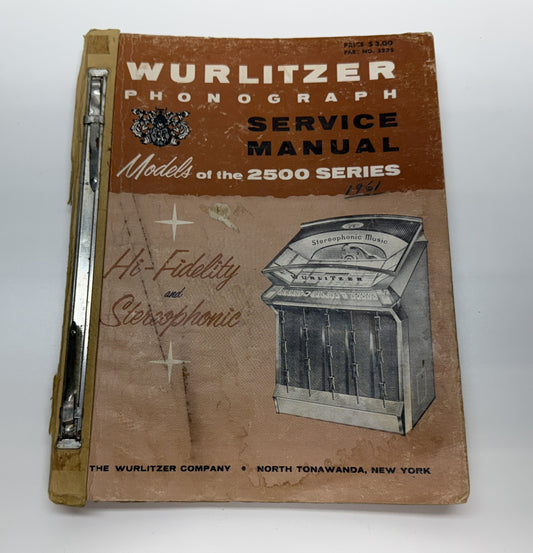 PRICE $3.00
WURLITZER
PHONOGRAPH
SERVICE
MANUAL
Models of the 2500 SERIES
1961
Hi-Fidelity
and
Stereophonic
Stereophonic Music
WURLITZER
THE WURLITZER COMPANY • NORTH TONAWANDA, NEW YORK